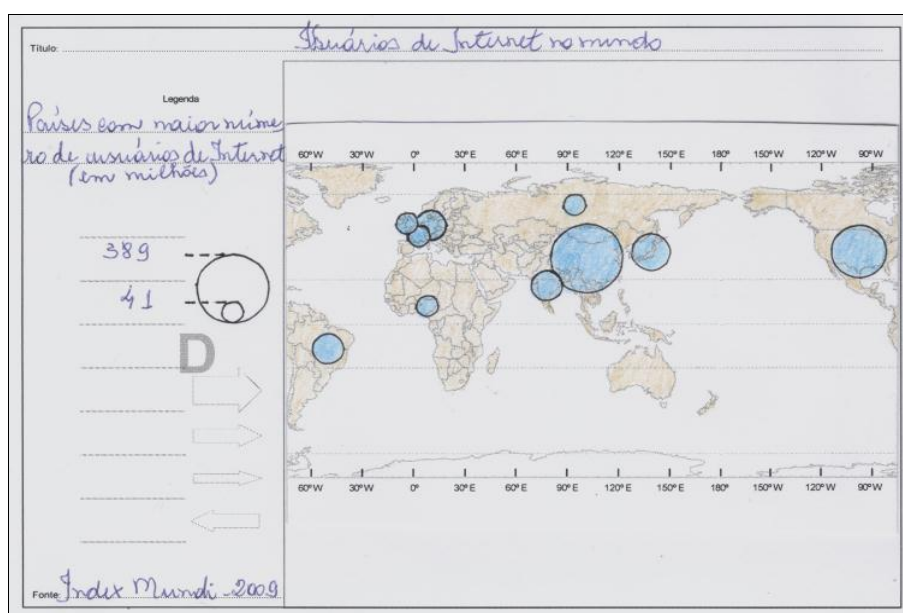 Título: Usuários de Internet no mundo
Legenda
Países com maior núme
ro de usuários de Internet
(em milhões)
389
41
D
60°W 30°W 0° 30°E 60°E 90°E 120°E 150°E 180° 150°W 120°W 90°W
60°W 30°W 0° 30°E 60°E 90°E 120°E 150°E 180° 150°W 120°W 90°W
Fonte: Index Mundi - 2009